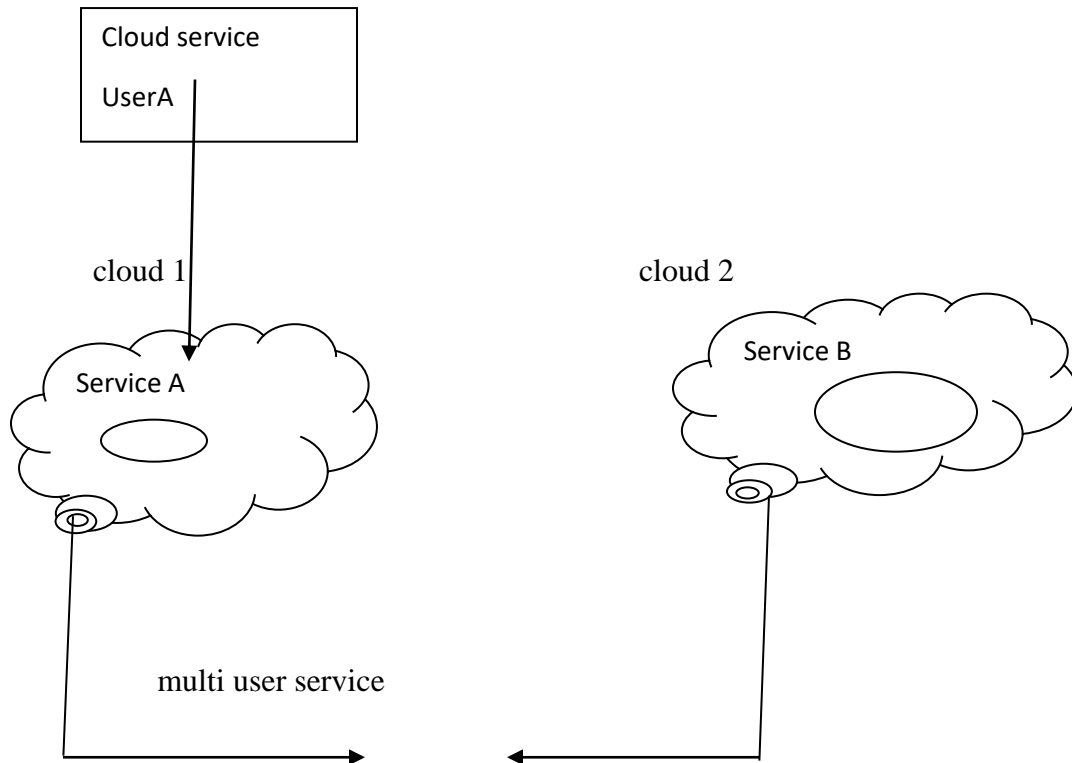 Cloud service
UserA
cloud 1
cloud 2
Service A
Service B
multi user service